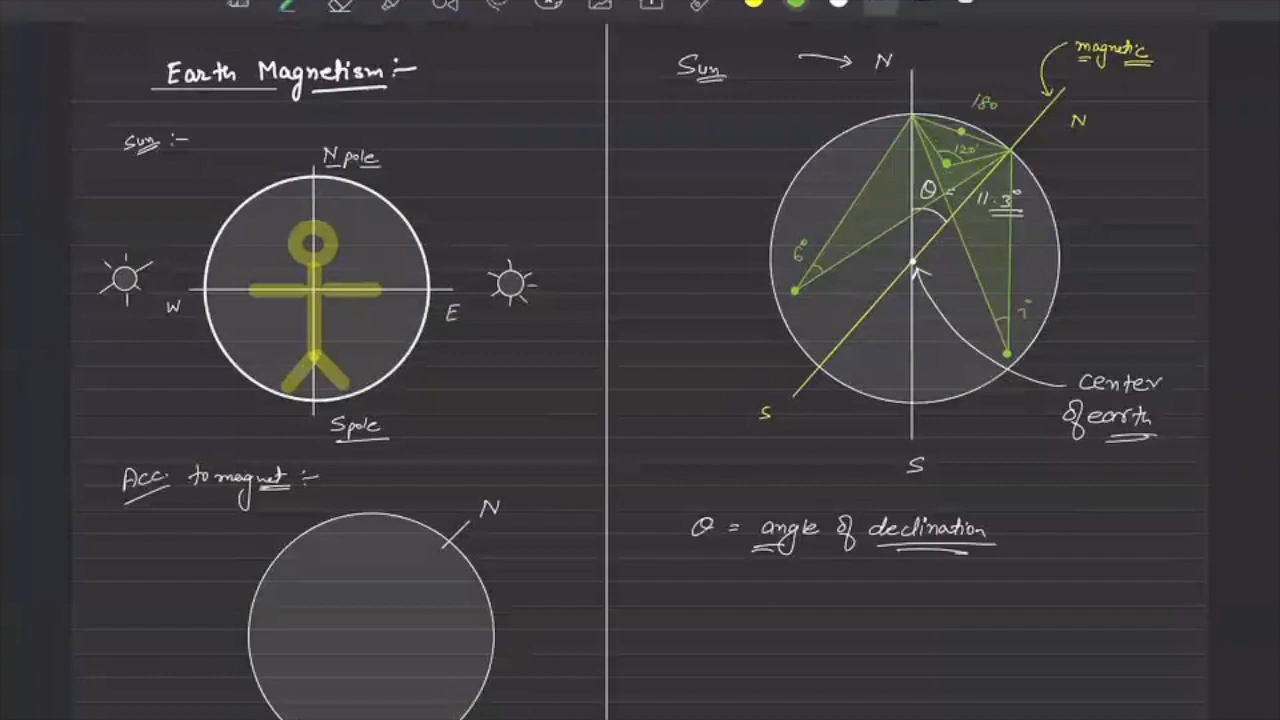 Earth Magnetism :-
Sun :-
N pole
W
E
S pole
Acc. to magnet :-
N
Sun → N
magnetic
180
N
120°
θ = 11.3°
6°
7°
center
of earth
S
S
θ = angle of declination